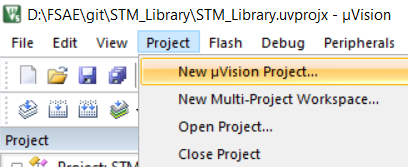 D:\FSAE\git\STM_Library\STM_Library.uvprojx - µVision
File Edit View Project Flash Debug Peripherals
New µVision Project...
New Multi-Project Workspace...
Project
Open Project...
Project: STM
Close Project